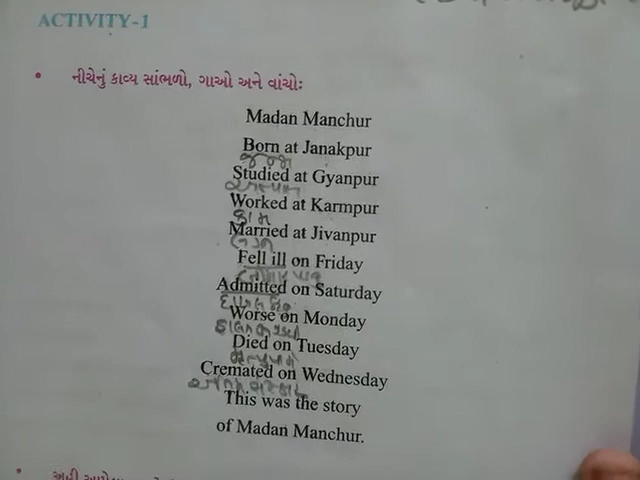 ACTIVITY-1
• નીચેનું કાવ્ય સાંભળો, ગાઓ અને વાંચોઃ
Madan Manchur
Born at Janakpur
જન્મ
Studied at Gyanpur
Worked at Karmpur
કામ
Married at Jivanpur
લગ્ન
Fell ill on Friday
Admitted on Saturday
Worse on Monday
Died on Tuesday
Cremated on Wednesday
This was the story
of Madan Manchur.